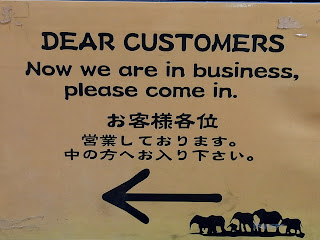 DEAR CUSTOMERS
Now we are in business,
please come in.
お客様各位
営業しております。
中の方へお入り下さい。